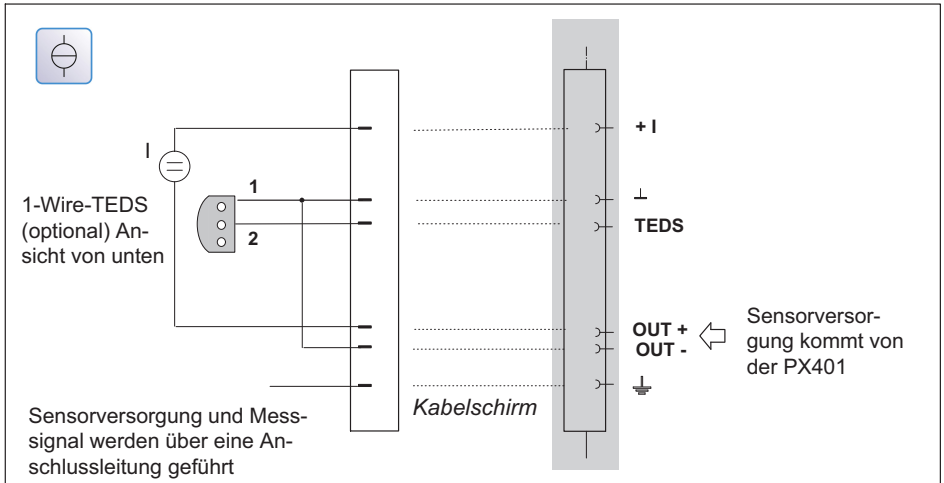 I
1
2
1-Wire-TEDS
(optional) An-
sicht von unten
+ I
⊥
TEDS
OUT +
OUT -
Sensorversor-
gung kommt von
der PX401
Kabelschirm
Sensorversorgung und Mess-
signal werden über eine An-
schlussleitung geführt